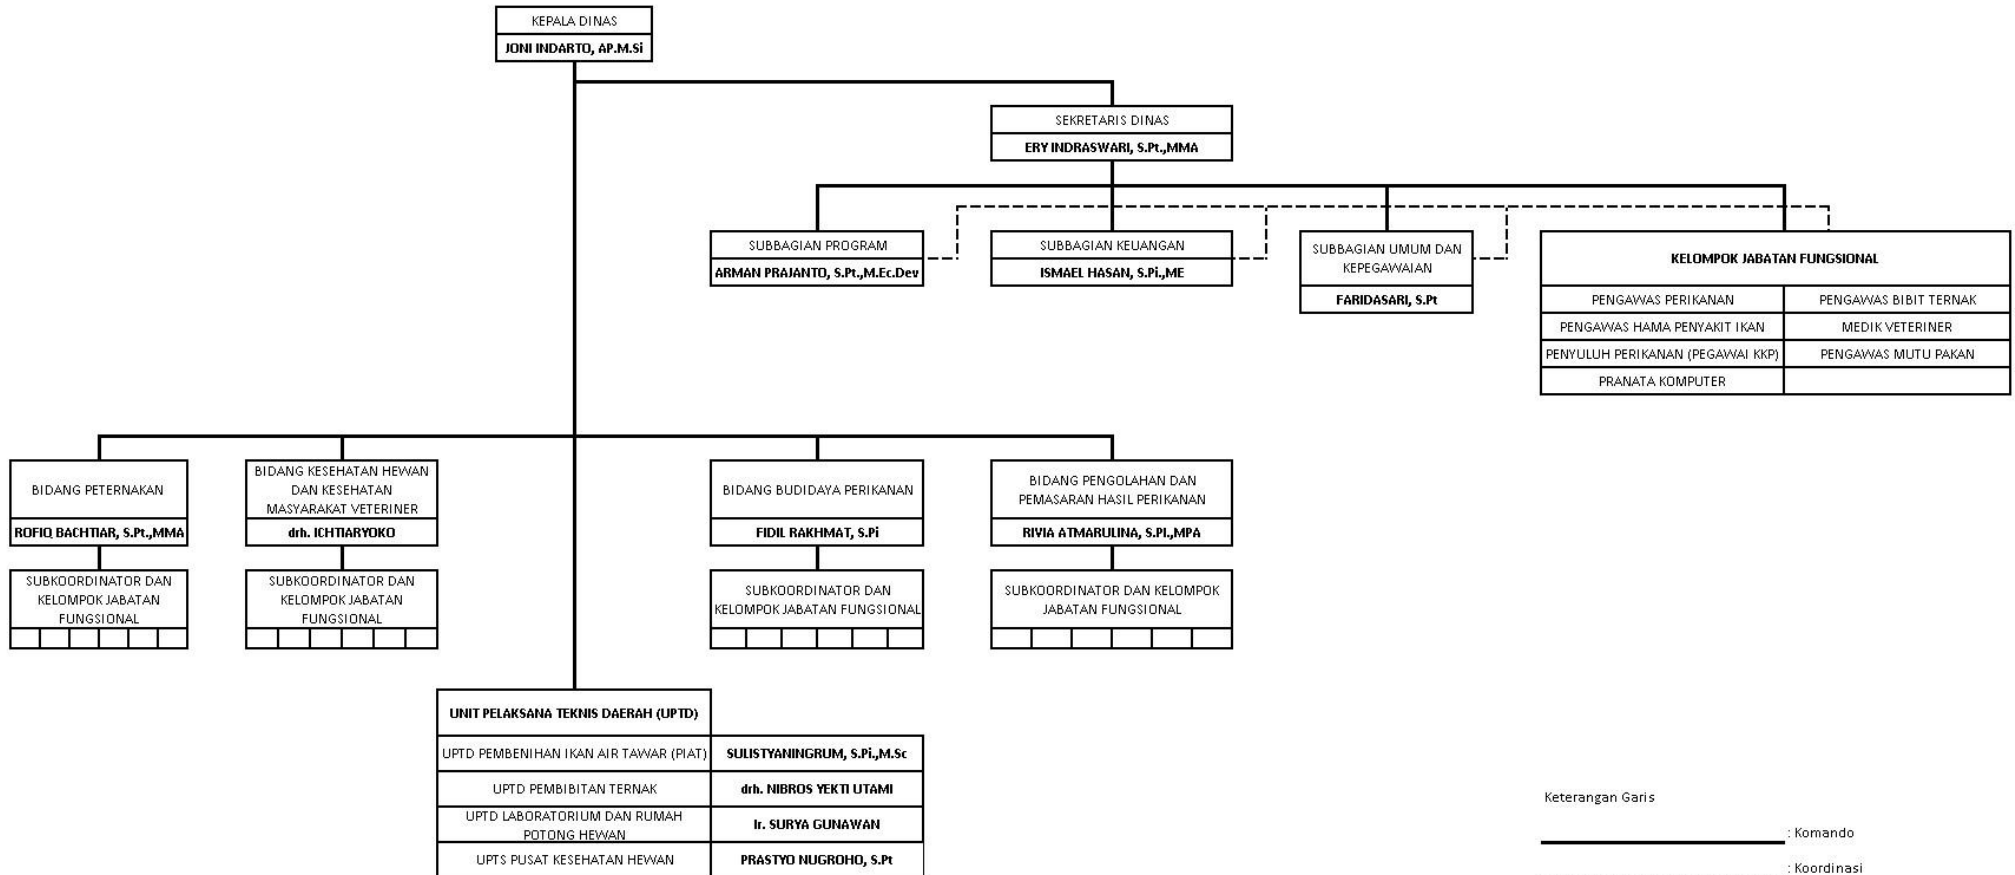 KEPALA DINAS
JONI INDARTO, AP.M.Si
SEKRETARIS DINAS
ERY INDRASWARI, S.Pt.,MMA
SUBBAGIAN PROGRAM
ARMAN PRAJANTO, S.Pt.,M.Ec.Dev
SUBBAGIAN KEUANGAN
ISMAEL HASAN, S.Pi.,ME
SUBBAGIAN UMUM DAN
KEPEGAWAIAN
FARIDASARI, S.Pt
KELOMPOK JABATAN FUNGSIONAL
PENGAWAS PERIKANAN
PENGAWAS BIBIT TERNAK
PENGAWAS HAMA PENYAKIT IKAN
MEDIK VETERINER
PENYULUH PERIKANAN (PEGAWAI KKP)
PENGAWAS MUTU PAKAN
PRANATA KOMPUTER
BIDANG PETERNAKAN
ROFIQ BACHTIAR, S.Pt.,MMA
SUBKOORDINATOR DAN
KELOMPOK JABATAN
FUNGSIONAL
BIDANG KESEHATAN HEWAN
DAN KESEHATAN
MASYARAKAT VETERINER
drh. ICHTIARYOKO
SUBKOORDINATOR DAN
KELOMPOK JABATAN
FUNGSIONAL
BIDANG BUDIDAYA PERIKANAN
FIDIL RAKHMAT, S.Pi
SUBKOORDINATOR DAN
KELOMPOK JABATAN FUNGSIONAL
BIDANG PENGOLAHAN DAN
PEMASARAN HASIL PERIKANAN
RIVIA ATMARULINA, S.PI.,MPA
SUBKOORDINATOR DAN KELOMPOK
JABATAN FUNGSIONAL
UNIT PELAKSANA TEKNIS DAERAH (UPTD)
UPTD PEMBENIHAN IKAN AIR TAWAR (PIAT)
SULISTYANINGRUM, S.Pi.,M.Sc
UPTD PEMBIBITAN TERNAK
drh. NIBROS YEKTI UTAMI
UPTD LABORATORIUM DAN RUMAH
POTONG HEWAN
Ir. SURYA GUNAWAN
UPTS PUSAT KESEHATAN HEWAN
PRASTYO NUGROHO, S.Pt
Keterangan Garis
: Komando
: Koordinasi